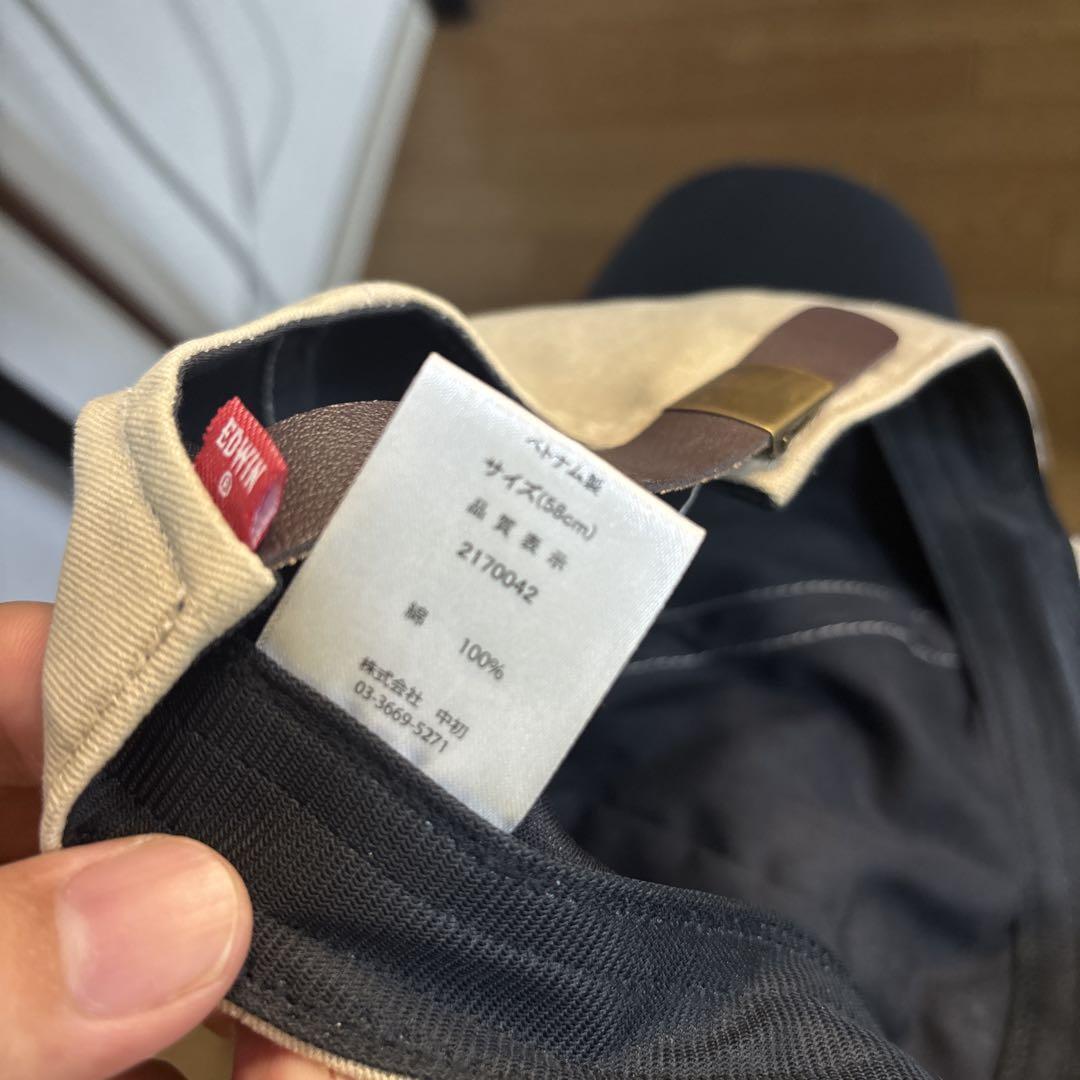 EDWIN
®
ベトナム製
サイズ(58cm)
品質表示
2170042
綿 100%
株式会社 中初
03-3669-5271